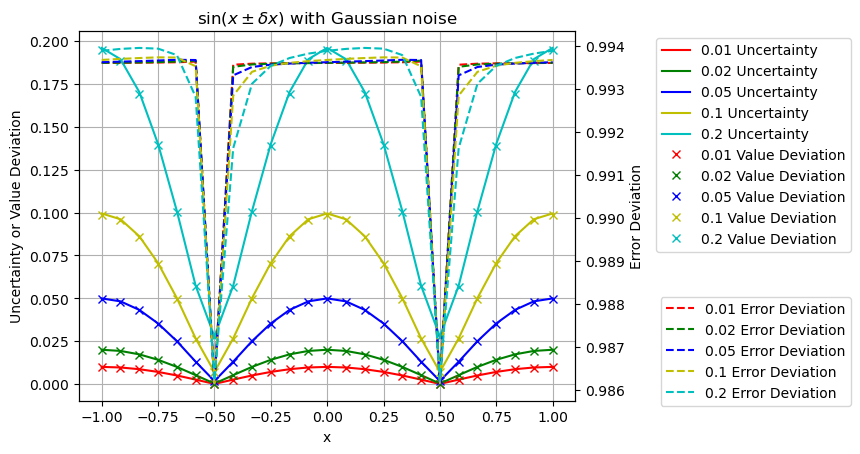 sin(x ± δx) with Gaussian noise
Uncertainty or Value Deviation
0.200
0.175
0.150
0.125
0.100
0.075
0.050
0.025
0.000
−1.00 −0.75 −0.50 −0.25 0.00 0.25 0.50 0.75 1.00
x
0.994
0.993
0.992
0.991
0.990
0.989
0.988
0.987
0.986
Error Deviation
0.01 Uncertainty
0.02 Uncertainty
0.05 Uncertainty
0.1 Uncertainty
0.2 Uncertainty
0.01 Value Deviation
0.02 Value Deviation
0.05 Value Deviation
0.1 Value Deviation
0.2 Value Deviation
0.01 Error Deviation
0.02 Error Deviation
0.05 Error Deviation
0.1 Error Deviation
0.2 Error Deviation